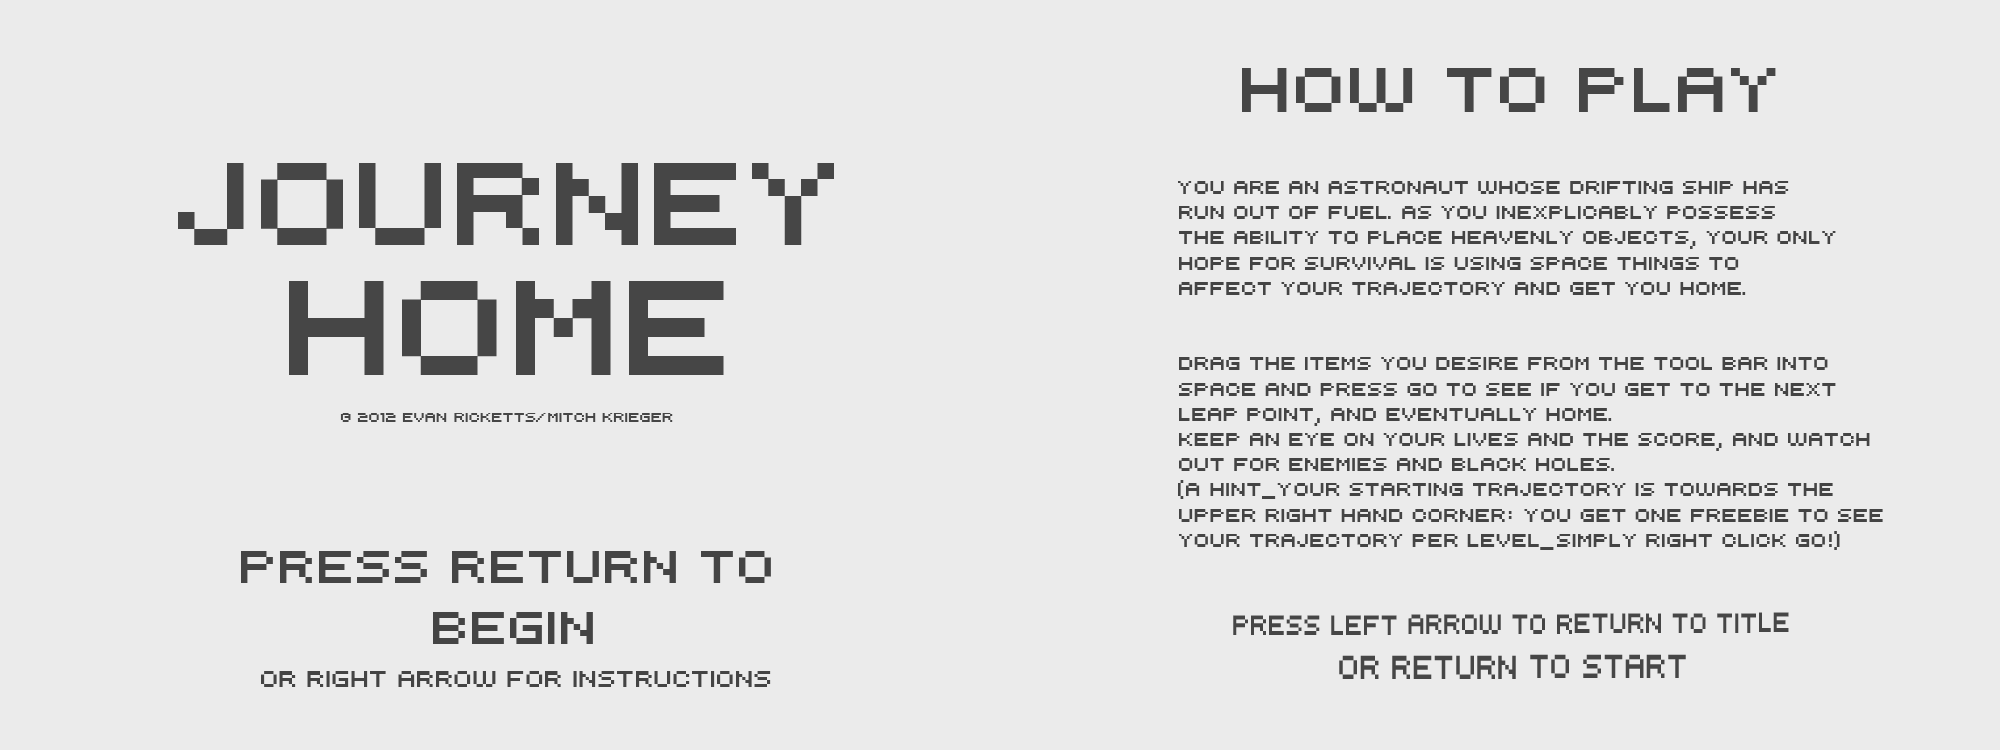 JOURNEY
HOME
© 2012 EVAN RICKETTS/MITCH KRIEGER
PRESS RETURN TO
BEGIN
OR RIGHT ARROW FOR INSTRUCTIONS
HOW TO PLAY
YOU ARE AN ASTRONAUT WHOSE DRIFTING SHIP HAS
RUN OUT OF FUEL. AS YOU INEXPLICABLY POSSESS
THE ABILITY TO PLACE HEAVENLY OBJECTS, YOUR ONLY
HOPE FOR SURVIVAL IS USING SPACE THINGS TO
AFFECT YOUR TRAJECTORY AND GET YOU HOME.
DRAG THE ITEMS YOU DESIRE FROM THE TOOL BAR INTO
SPACE AND PRESS GO TO SEE IF YOU GET TO THE NEXT
LEAP POINT, AND EVENTUALLY HOME.
KEEP AN EYE ON YOUR LIVES AND THE SCORE, AND WATCH
OUT FOR ENEMIES AND BLACK HOLES.
(A HINT_YOUR STARTING TRAJECTORY IS TOWARDS THE
UPPER RIGHT HAND CORNER: YOU GET ONE FREEBIE TO SEE
YOUR TRAJECTORY PER LEVEL_SIMPLY RIGHT CLICK GO!)
PRESS LEFT ARROW TO RETURN TO TITLE
OR RETURN TO START